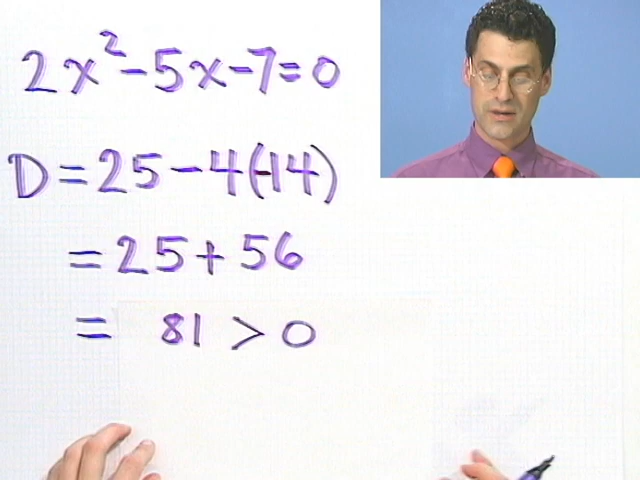 2x²-5x-7=0
D=25-4(-14)
=25+56
= 81 > 0